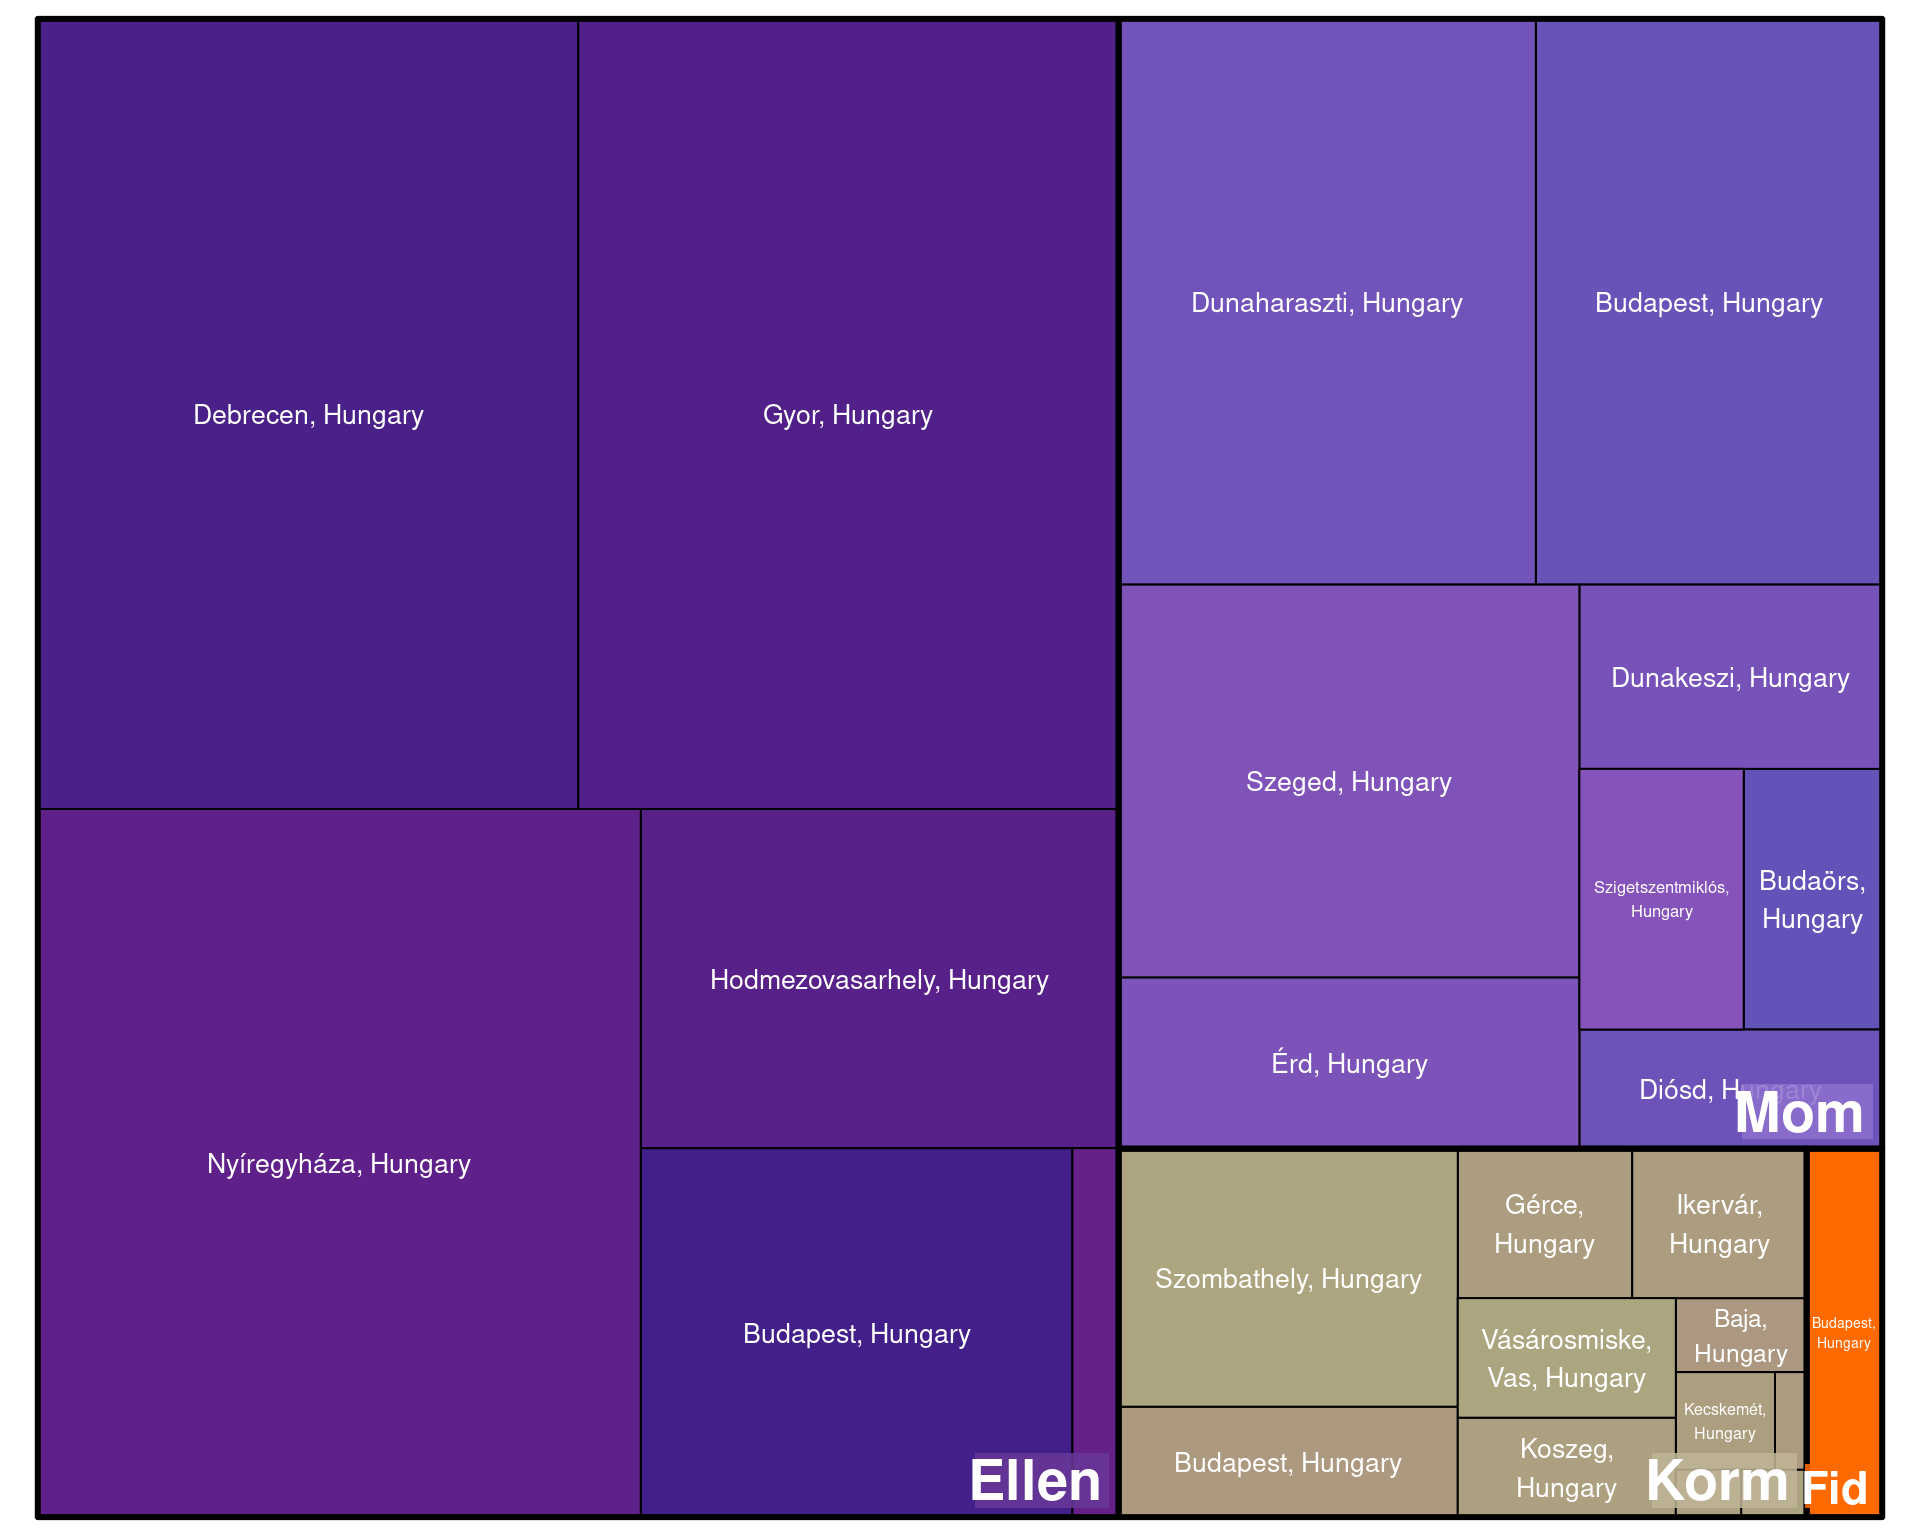 Debrecen, Hungary
Gyor, Hungary
Nyíregyháza, Hungary
Hodmezovasarhely, Hungary
Budapest, Hungary
Ellen
Dunaharaszti, Hungary
Budapest, Hungary
Szeged, Hungary
Dunakeszi, Hungary
Szigetszentmiklós,
Hungary
Budaörs,
Hungary
Érd, Hungary
Diósd, Hungary
Mom
Szombathely, Hungary
Budapest, Hungary
Gérce,
Hungary
Ikervár,
Hungary
Vásárosmiske,
Vas, Hungary
Baja,
Hungary
Kecskemét,
Hungary
Koszeg,
Hungary
Korm
Budapest,
Hungary
Fid